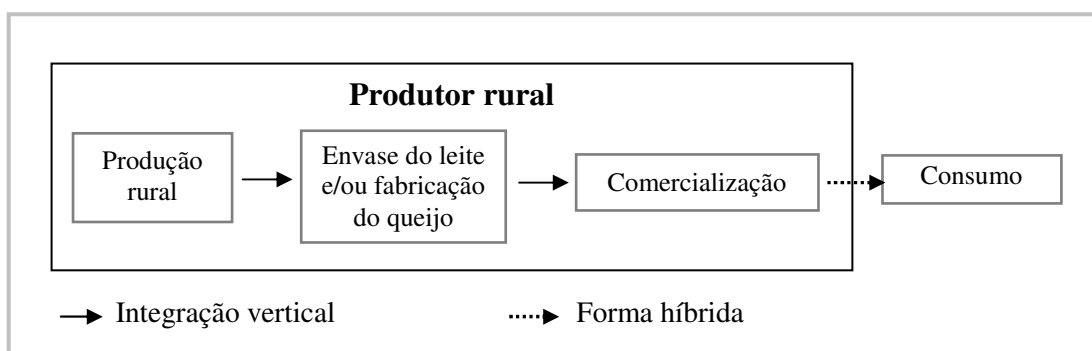 Produtor rural
Produção
rural
Envase do leite
e/ou fabricação
do queijo
Comercialização
Consumo
Integração vertical
Forma híbrida